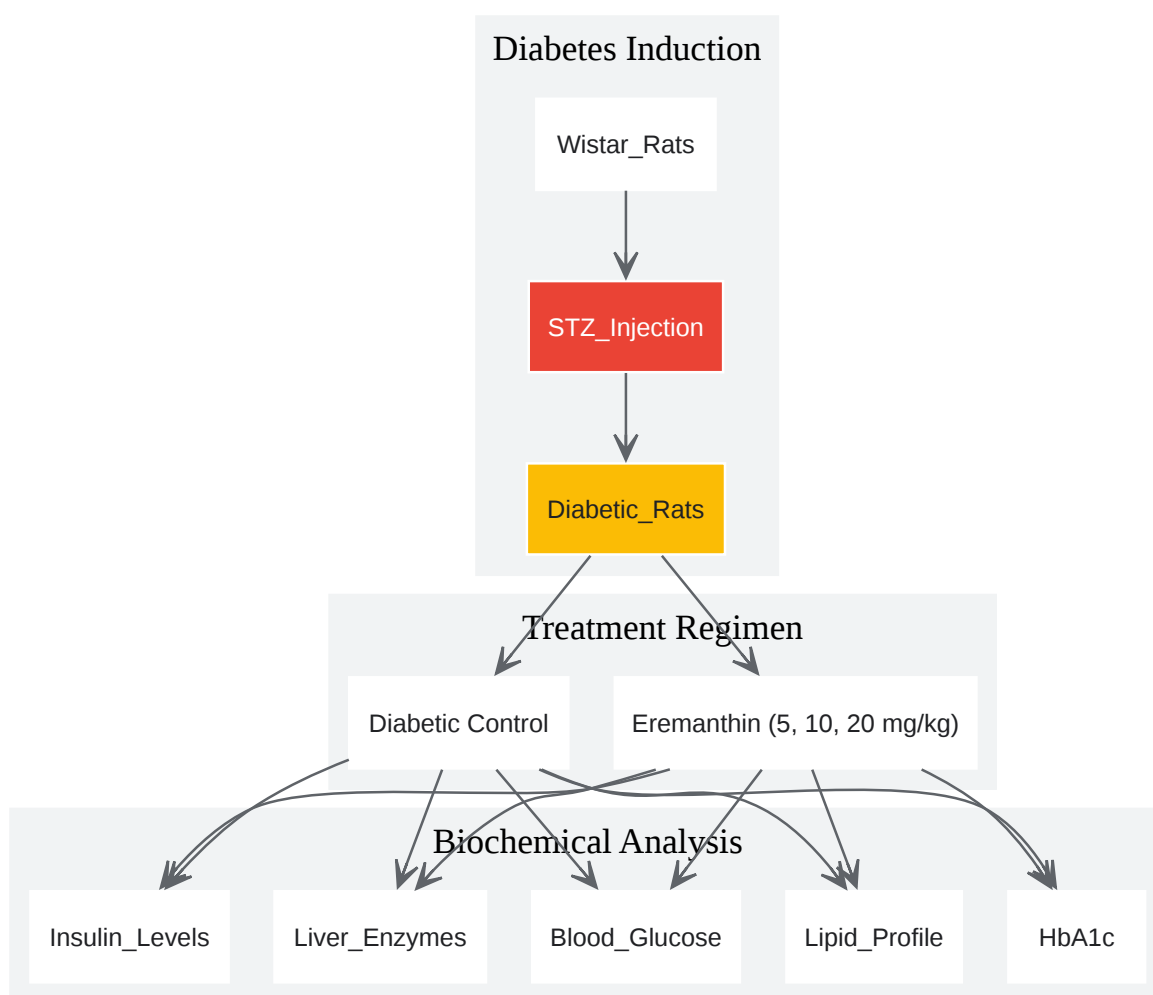 Diabetes Induction
Wistar_Rats
STZ_Injection
Diabetic_Rats
Treatment Regimen
Diabetic Control
Eremanthin (5, 10, 20 mg/kg)
Biochemical Analysis
Insulin_Levels
Liver_Enzymes
Blood_Glucose
Lipid_Profile
HbA1c